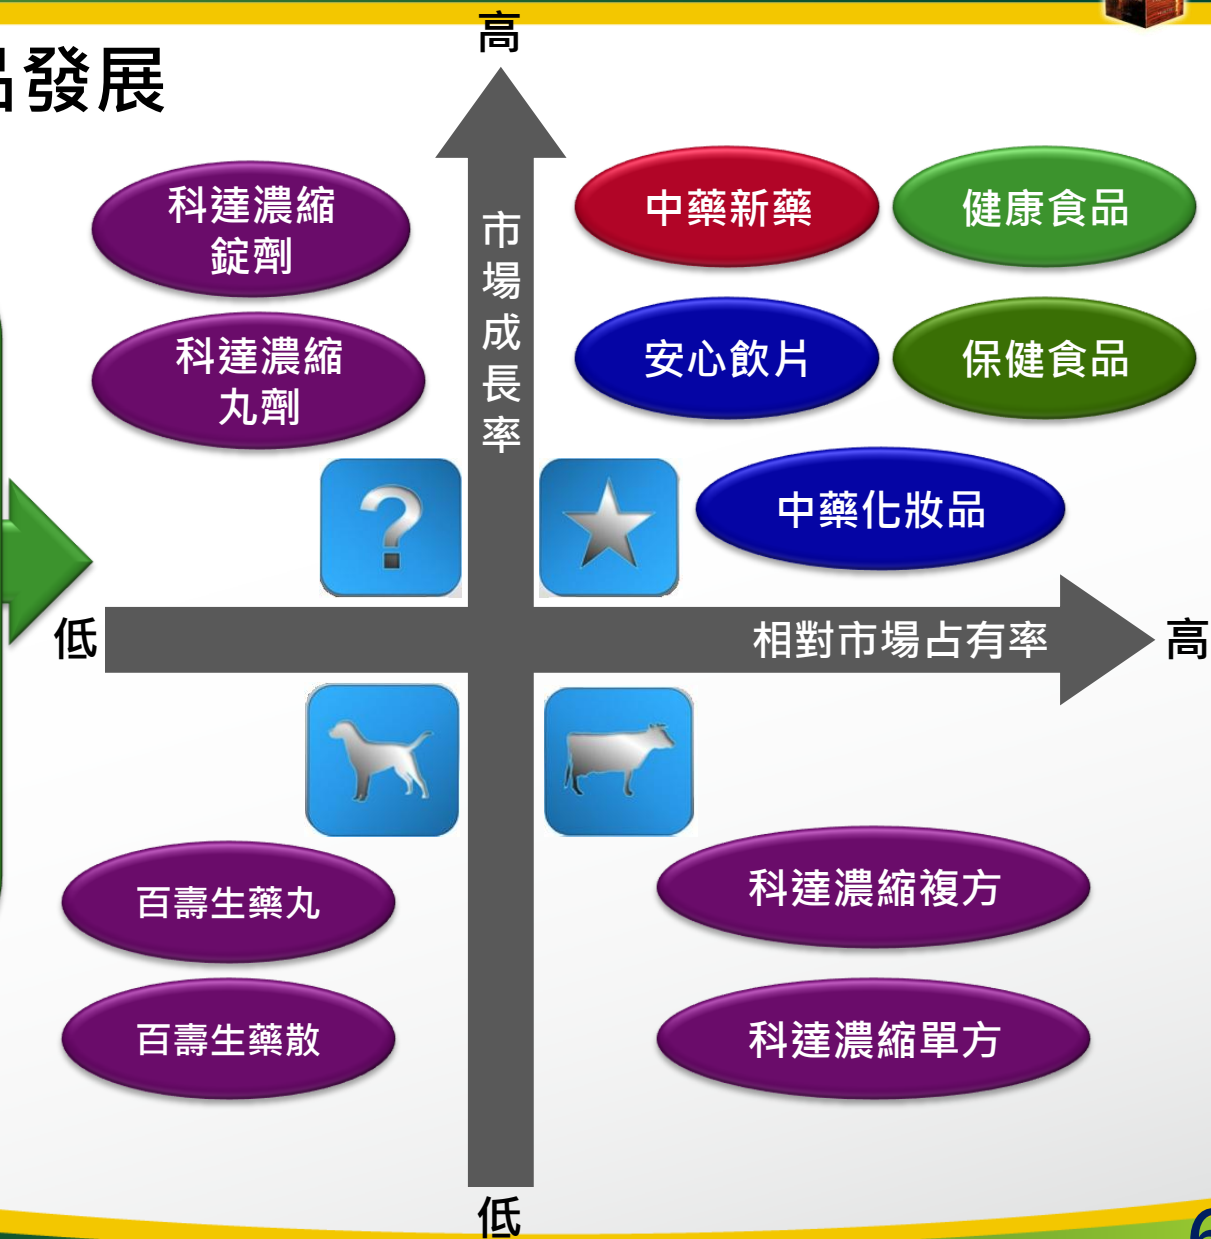 高
品發展
科達濃縮
錠劑
科達濃縮
丸劑
市場成長率
中藥新藥
健康食品
安心飲片
保健食品
中藥化妝品
?
低
相對市場占有率
高
百壽生藥丸
百壽生藥散
科達濃縮複方
科達濃縮單方
低
6